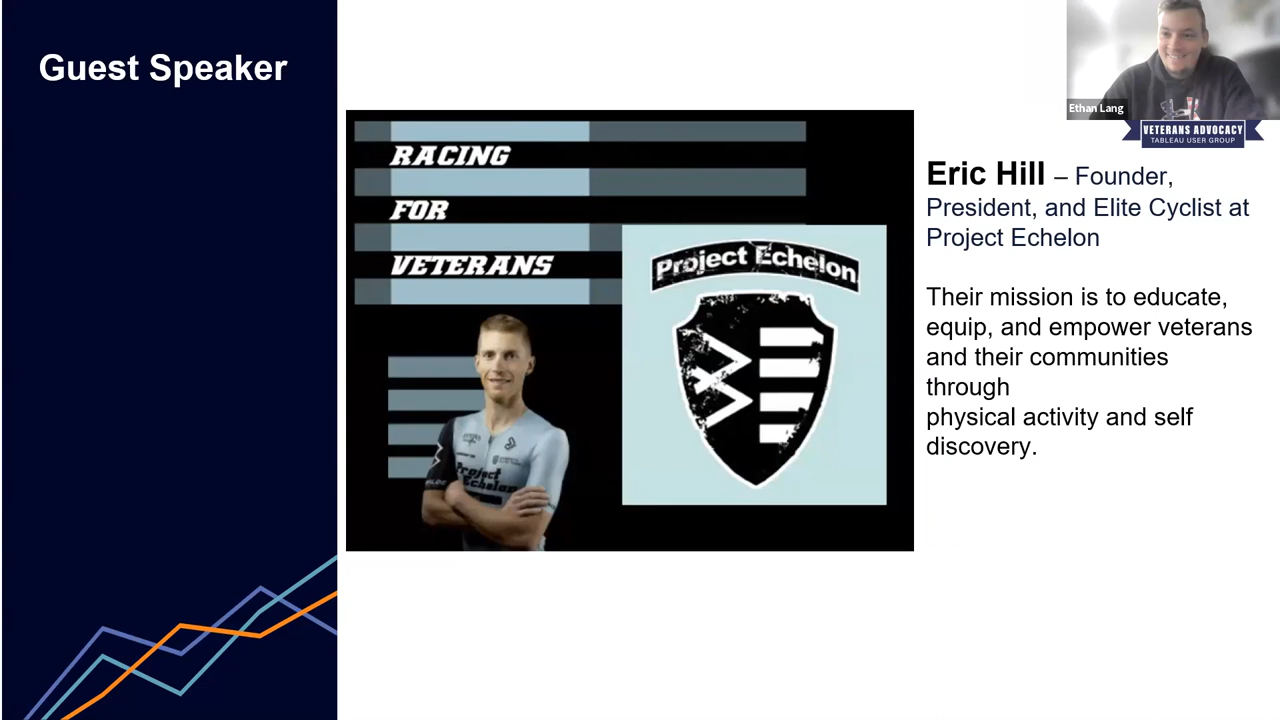 Guest Speaker
RACING
FOR
VETERANS
Project Echelon
Project
Echelon
Ethan Lang
VETERANS ADVOCACY
TABLEAU USER GROUP
Eric Hill – Founder,
President, and Elite Cyclist at
Project Echelon
Their mission is to educate,
equip, and empower veterans
and their communities
through
physical activity and self
discovery.